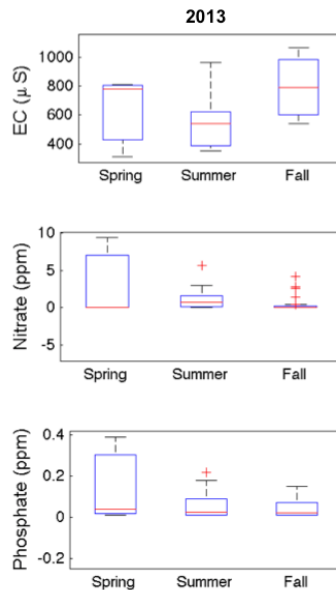 2013
EC (μ S)
1000
800
600
400
Spring Summer Fall
Nitrate (ppm)
10
5
0
-5
Spring Summer Fall
Phosphate (ppm)
0.4
0.2
0
-0.2
Spring Summer Fall